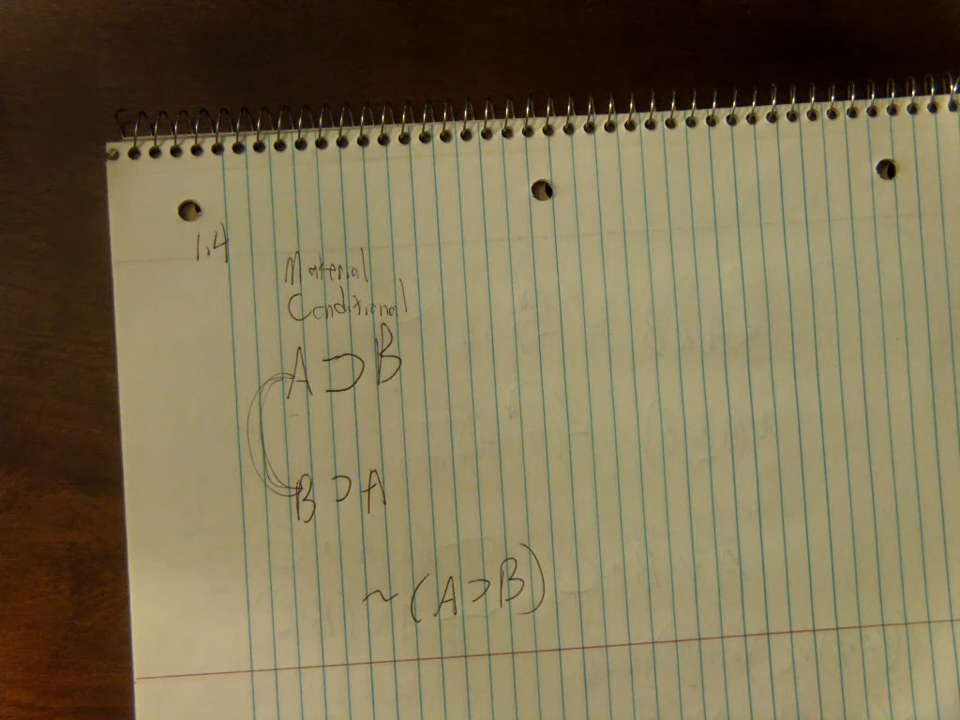 1.4
Material
Conditional
A ⊃ B
B ⊃ A
~(A ⊃ B)